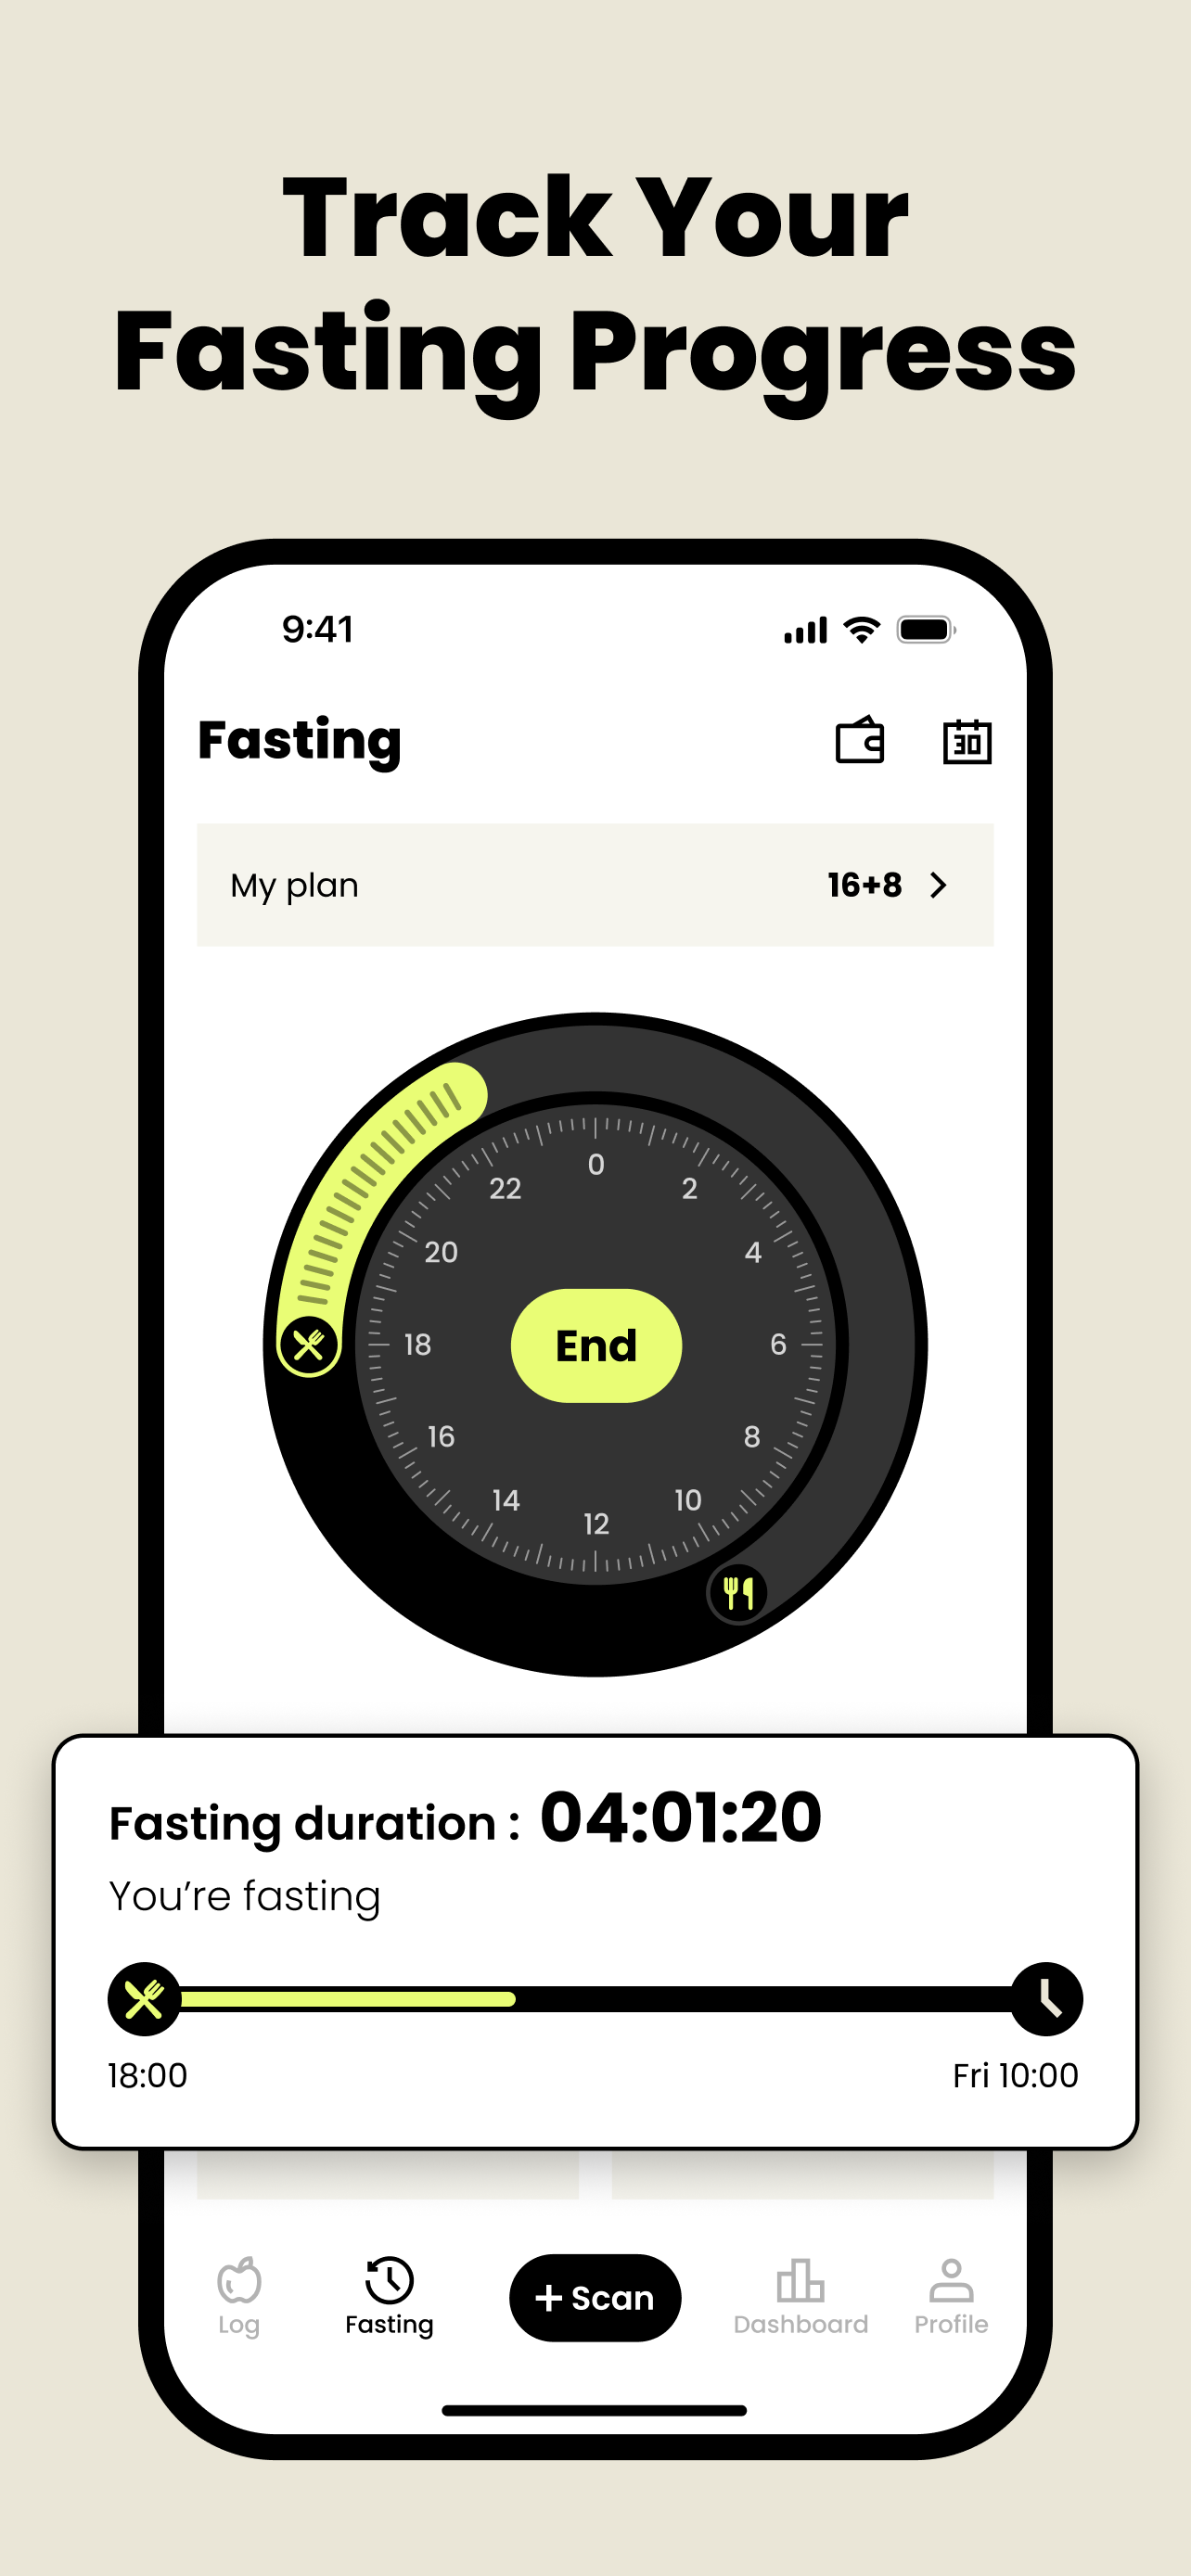 Track Your
Fasting Progress
9:41
Fasting
30
My plan 16+8
0
2
4
6
8
10
12
14
16
18
20
22
End
Fasting duration : 04:01:20
You’re fasting
18:00 Fri 10:00
Log Fasting + Scan Dashboard Profile